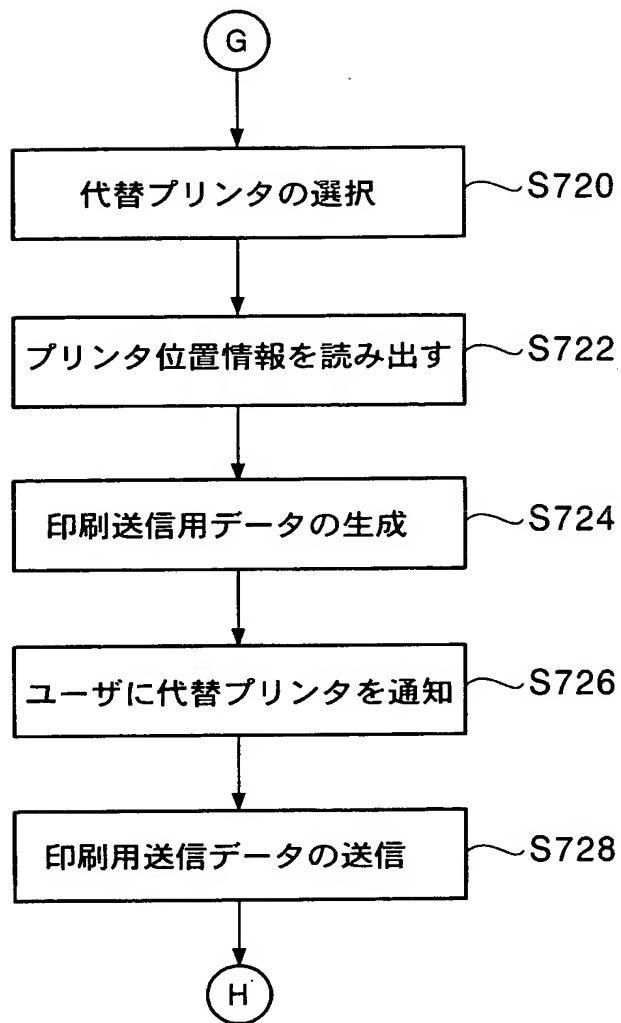 G
代替プリンタの選択 S720
プリンタ位置情報を読み出す S722
印刷送信用データの生成 S724
ユーザに代替プリンタを通知 S726
印刷用送信データの送信 S728
H